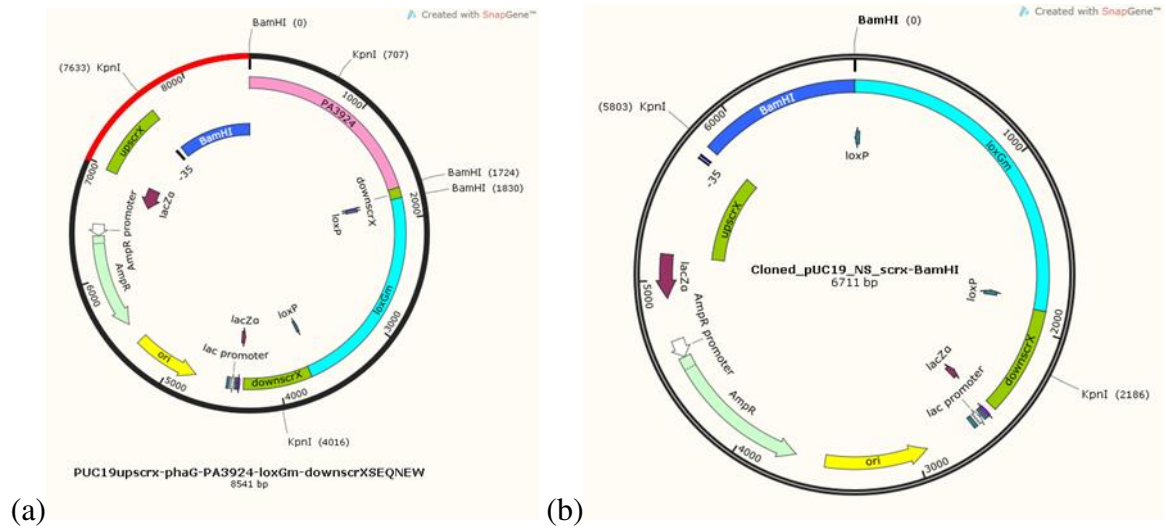 Created with SnapGene™
BamHI (0)
KpnI (707)
(7633) KpnI
8000
1000
PA3924
upscrX
BamHI
-35
7000
BamHI (1724)
BamHI (1830)
2000
downscrX
loxP
lacZα
AmpR promoter
AmpR
6000
loxGm
loxP
3000
lacZα
lac promoter
ori
5000
downscrX
4000
KpnI (4016)
PUC19upscrx-phaG-PA3924-loxGm-downscrXSEQNEW
8541 bp
(a)
Created with SnapGene™
BamHI (0)
(5803) KpnI
6000
BamHI
1000
loxGm
loxP
-35
upscrX
Cloned_pUC19_NS_scrx-BamHI
6711 bp
lacZα
5000
loxP
AmpR promoter
2000
AmpR
lacZα
lac promoter
downscrX
KpnI (2186)
4000
ori
3000
(b)